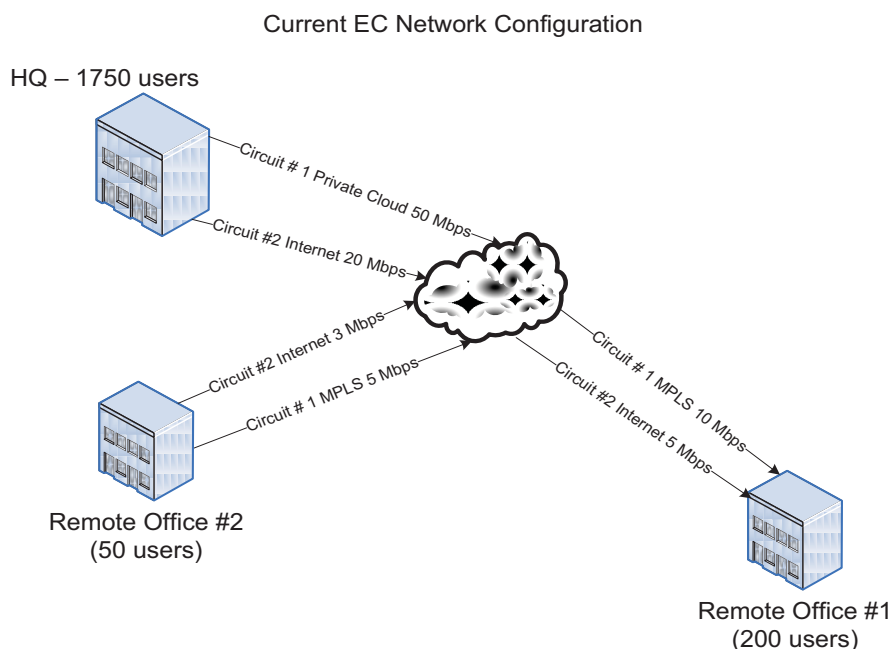 Current EC Network Configuration
HQ – 1750 users
Circuit # 1 Private Cloud 50 Mbps
Circuit #2 Internet 20 Mbps
Circuit #2 Internet 3 Mbps
Circuit # 1 MPLS 5 Mbps
Circuit # 1 MPLS 10 Mbps
Circuit #2 Internet 5 Mbps
Remote Office #2
(50 users)
Remote Office #1
(200 users)